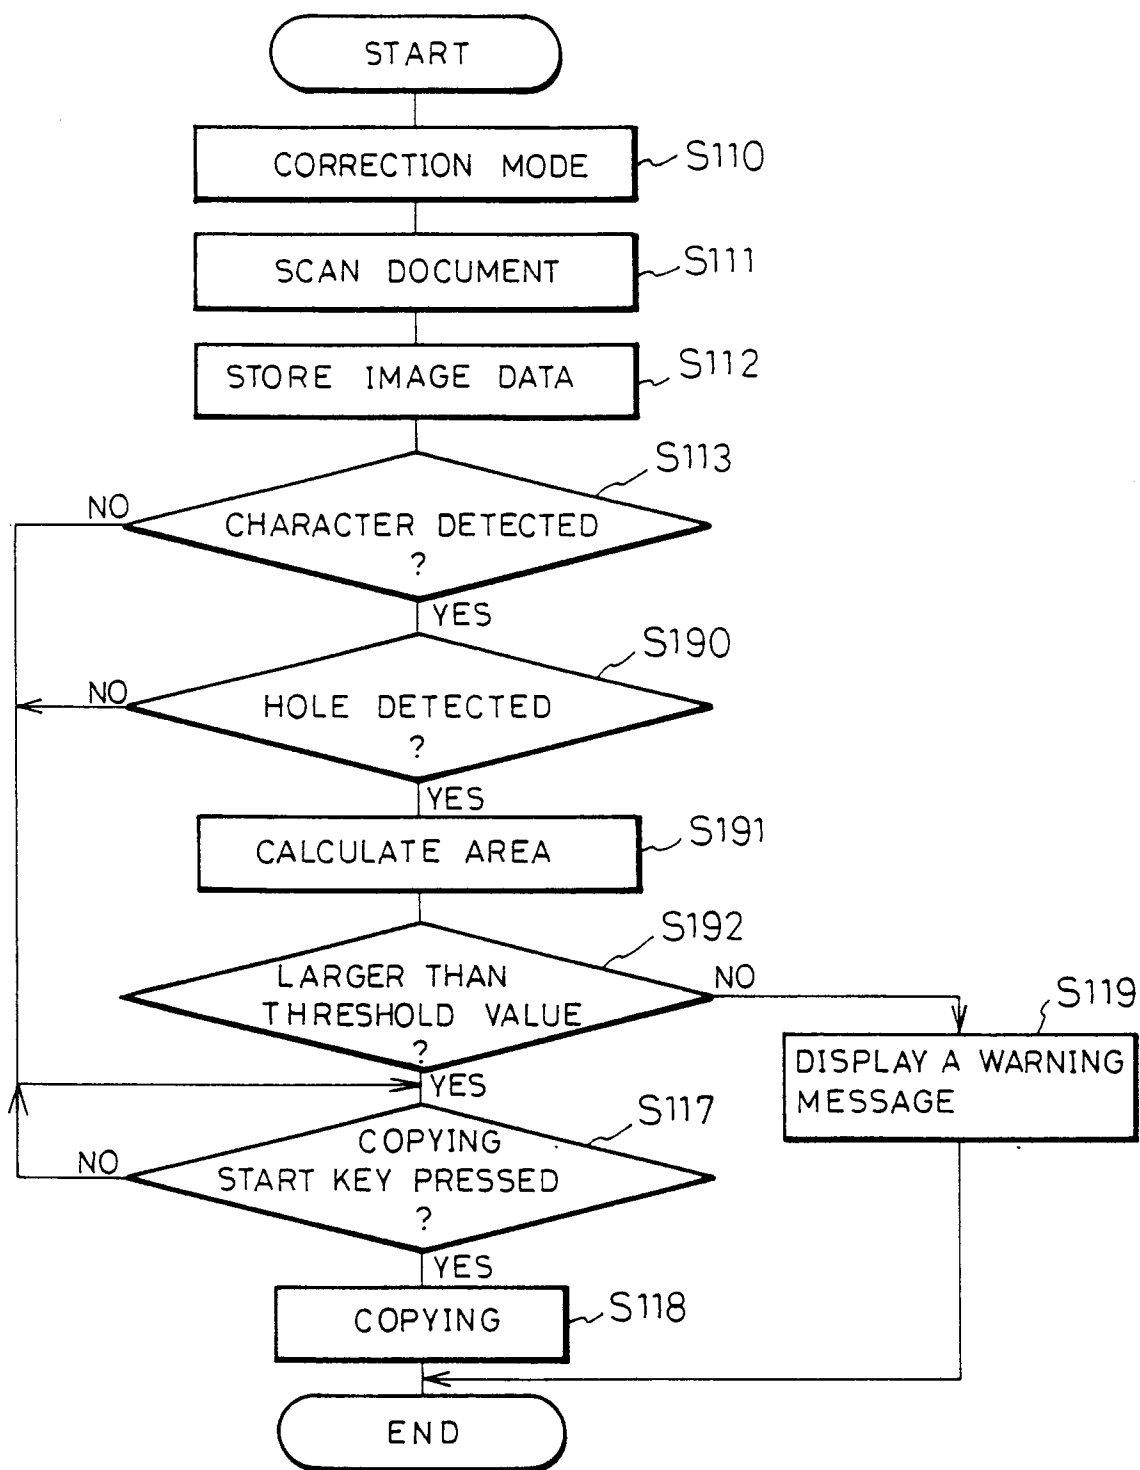 START
CORRECTION MODE
S110
SCAN DOCUMENT
S111
STORE IMAGE DATA
S112
S113
NO
CHARACTER DETECTED
?
YES
S190
NO
HOLE DETECTED
?
YES
S191
CALCULATE AREA
S192
LARGER THAN
THRESHOLD VALUE
?
NO
S119
DISPLAY A WARNING
MESSAGE
YES
S117
COPYING
START KEY PRESSED
?
NO
YES
COPYING
S118
END